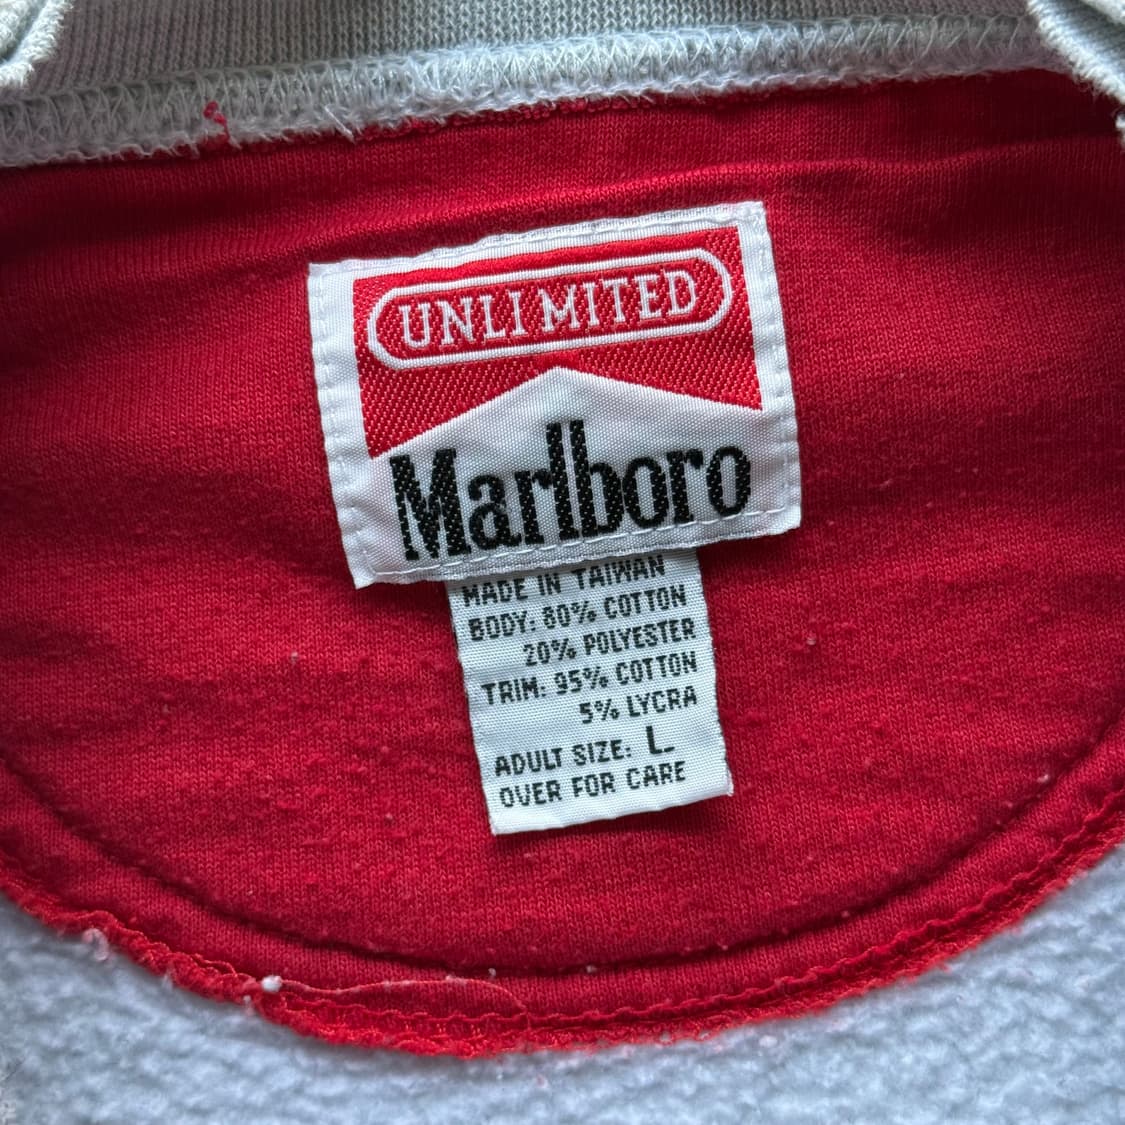 UNLIMITED
Marlboro
MADE IN TAIWAN
BODY: 80% COTTON
20% POLYESTER
TRIM: 95% COTTON
5% LYCRA
ADULT SIZE: L
OVER FOR CARE